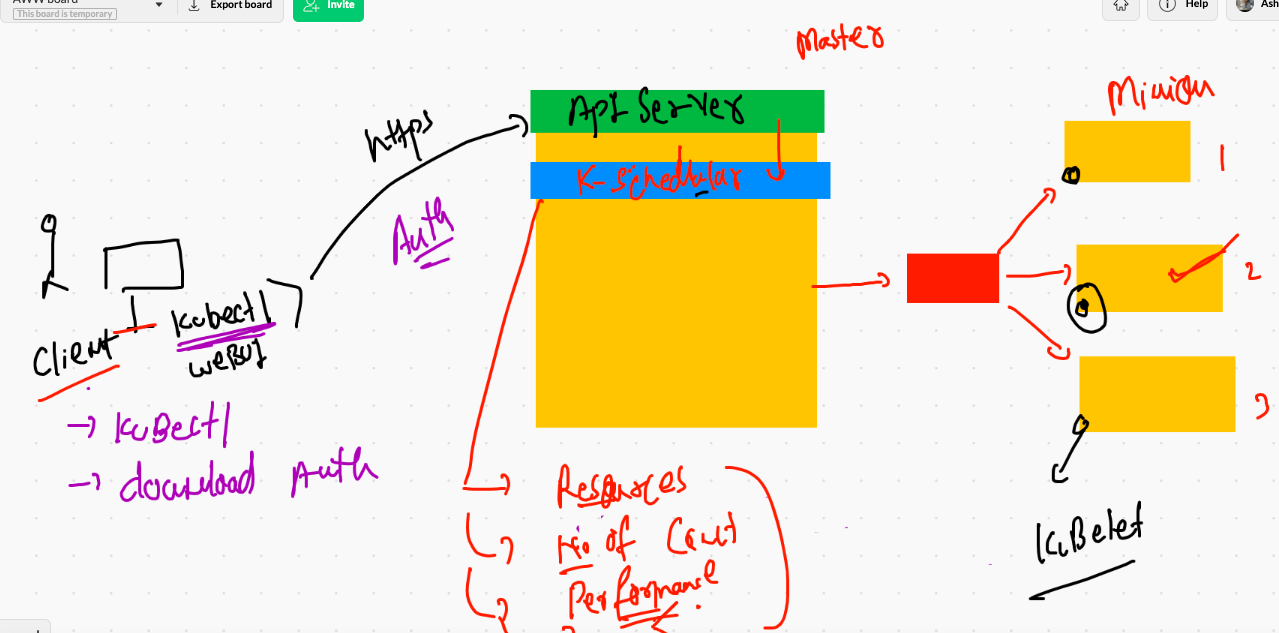 AWW Board
This board is temporary
Export board
Invite
Help
Ash
Master
Minion
API Server
https
K-schedular
1
Auth
2
Kubectl
WEBUI
Client
3
→ KuBectl
→ download Auth
Resources
No of Cont
Performance
KuBelet